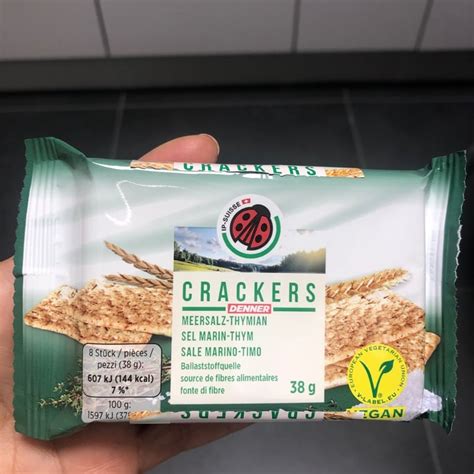 CRACKERS
IP-SUISSE
CRACKERS
DENNER
MEERSALZ-THYMIAN
SEL MARIN-THYM
SALE MARINO-TIMO
Ballaststoffquelle
source de fibres alimentaires
fonte di fibre
38 g
8 Stück / pièces /
pezzi (38 g):
607 kJ (144 kcal)
7 %*
100 g:
1597 kJ
EUROPEAN VEGETARIAN UNION
V-LABEL.EU
VEGAN
CRACKERS